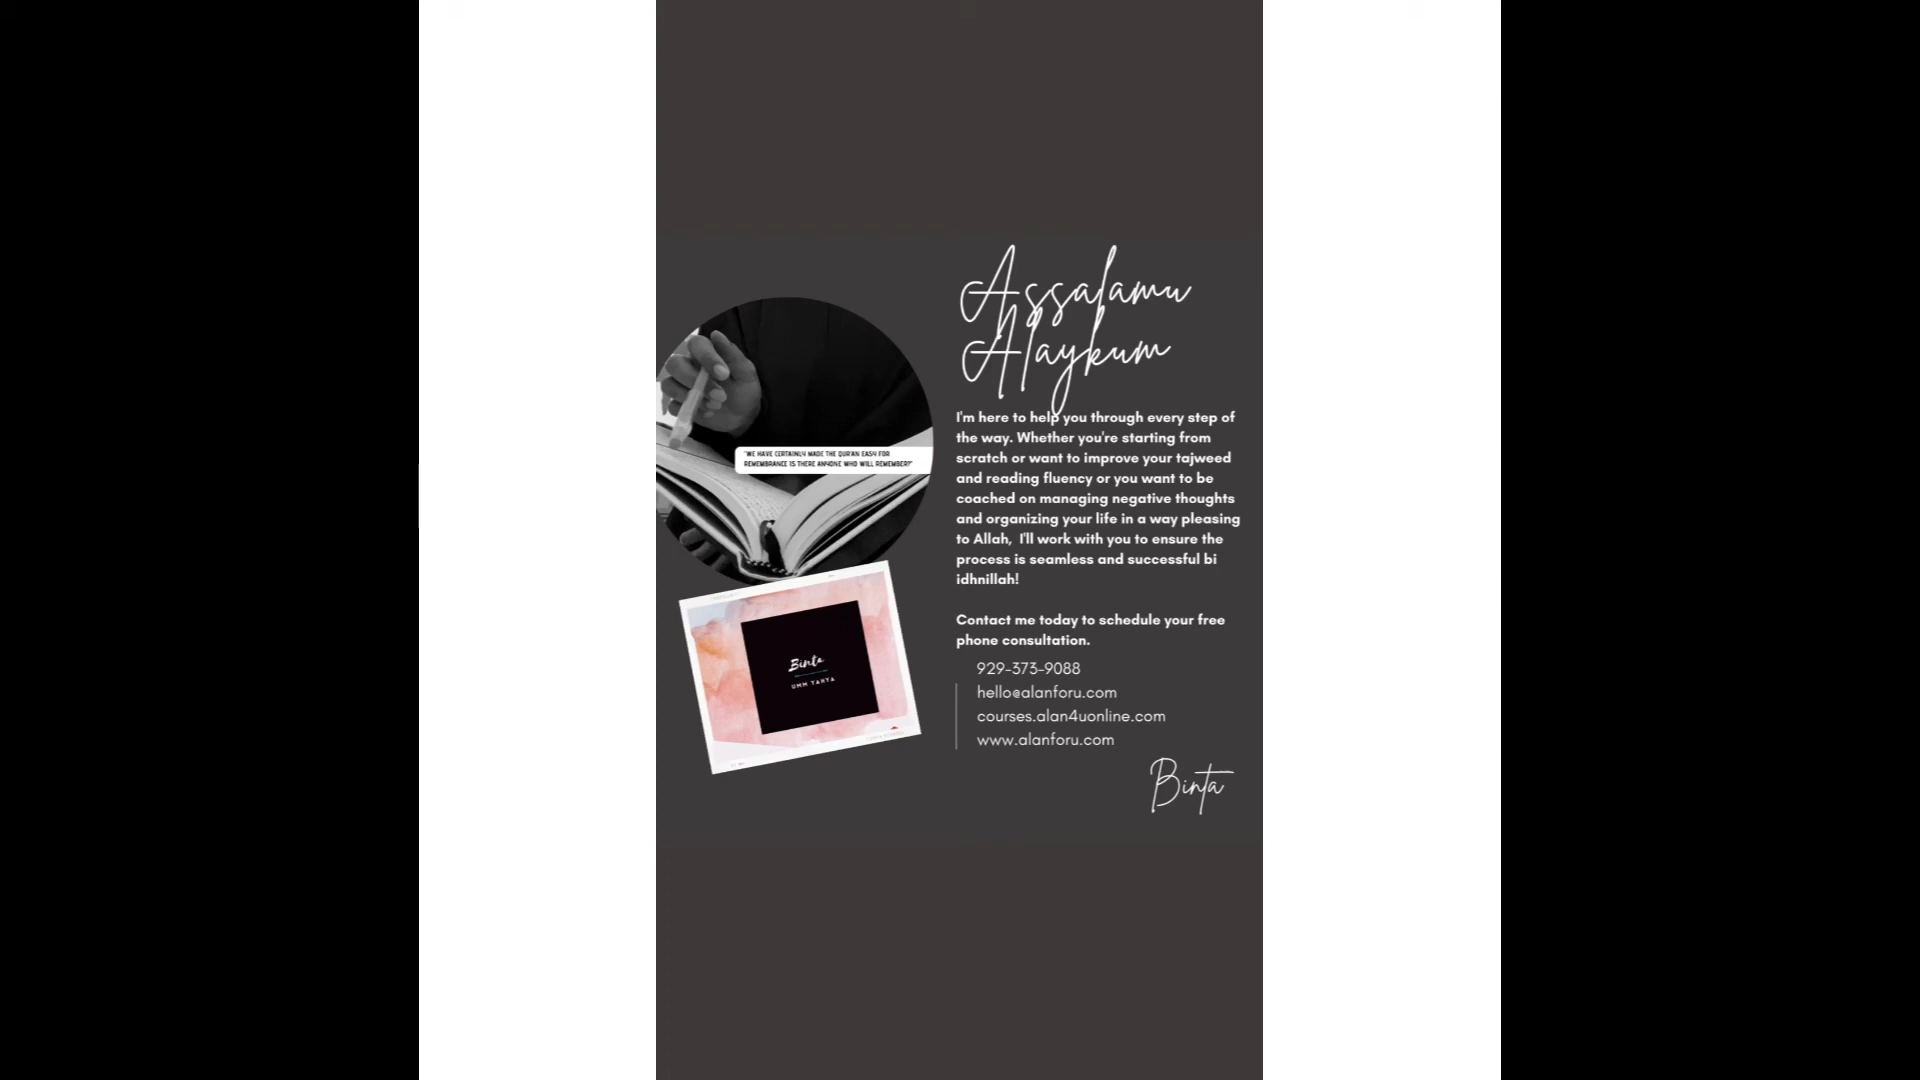 Assalamu
Alaykum
"WE HAVE CERTAINLY MADE THE QUR'AN EASY FOR
REMEMBRANCE IS THERE ANYONE WHO WILL REMEMBER?"
I'm here to help you through every step of
the way. Whether you're starting from
scratch or want to improve your tajweed
and reading fluency or you want to be
coached on managing negative thoughts
and organizing your life in a way pleasing
to Allah, I'll work with you to ensure the
process is seamless and successful bi
idhnillah!
Contact me today to schedule your free
phone consultation.
929-373-9088
hello@alanforu.com
courses.alan4uonline.com
www.alanforu.com
Binta
UMM YAHYA
Binta